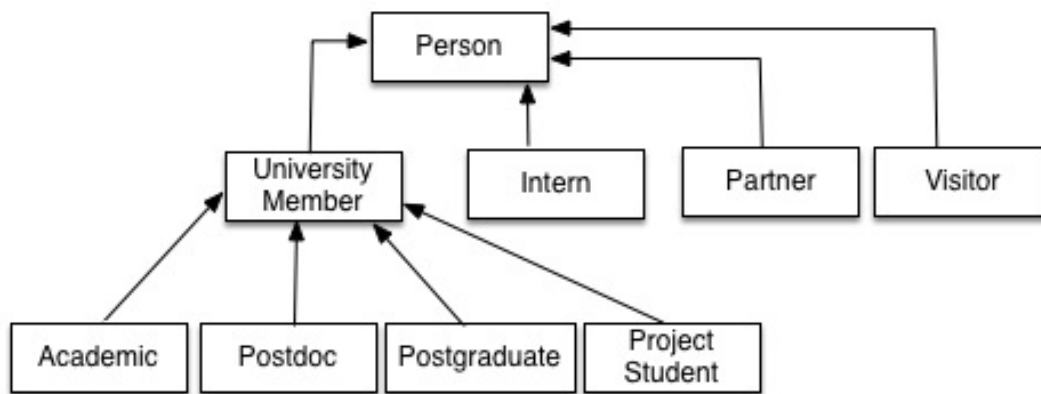 Person
University
Member
Intern
Partner
Visitor
Academic
Postdoc
Postgraduate
Project
Student